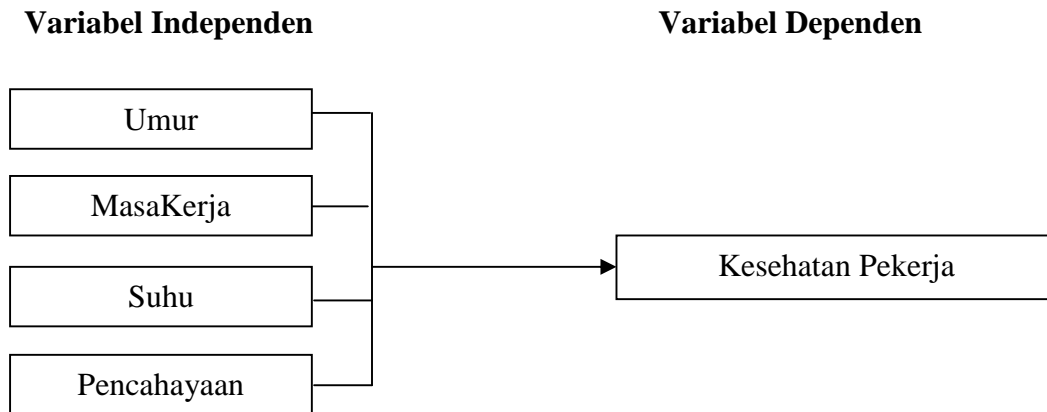 Variabel Independen
Variabel Dependen
Umur
MasaKerja
Suhu
Pencahayaan
Kesehatan Pekerja